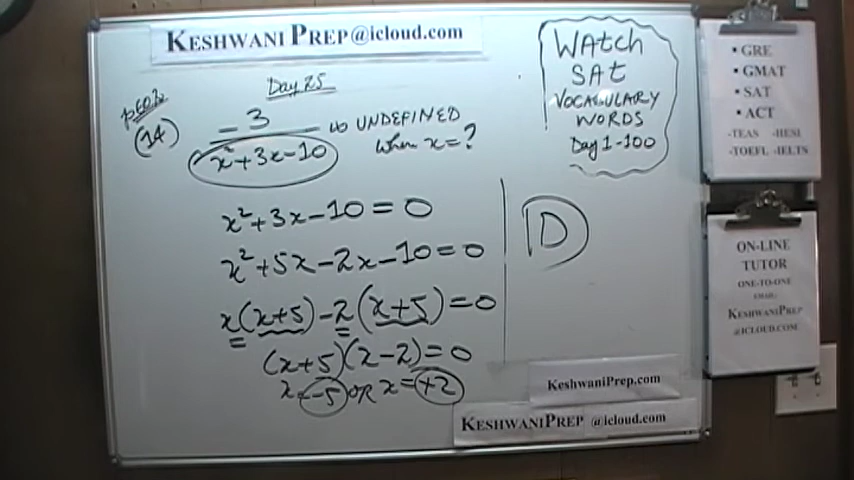 KESHWANI PREP@icloud.com
Day 25
(14)
-3
x²+3x-10
is UNDEFINED
when x=?
x²+3x-10=0
x²+5x-2x-10=0
x(x+5)-2(x+5)=0
(x+5)(x-2)=0
x=-5 OR x=+2
D
WATCH
SAT
VOCABULARY
WORDS
Day 1-100
• GRE
• GMAT
• SAT
• ACT
-TEAS -HESI
-TOEFL -IELTS
ON-LINE
TUTOR
ONE-TO-ONE
EMAIL:
KESHWANIPREP
@ICLOUD.COM
KeshwaniPrep.com
KESHWANIPREP @icloud.com